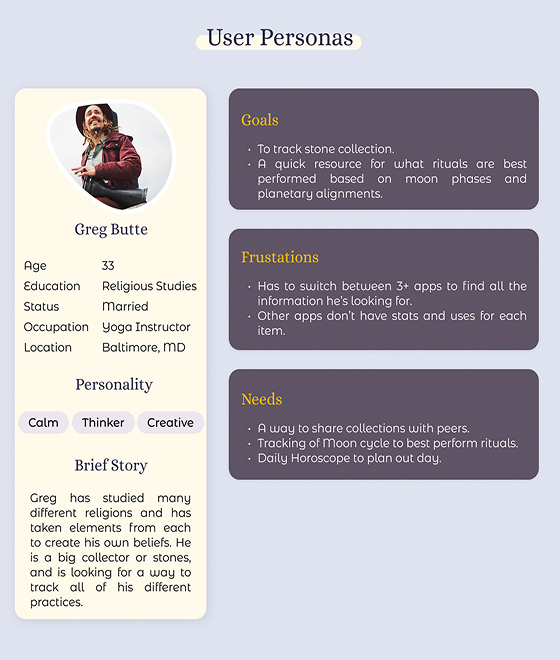 User Personas
Greg Butte
Age 33
Education Religious Studies
Status Married
Occupation Yoga Instructor
Location Baltimore, MD
Personality
Calm Thinker Creative
Brief Story
Greg has studied many
different religions and has
taken elements from each
to create his own beliefs. He
is a big collector or stones,
and is looking for a way to
track all of his different
practices.
Goals
• To track stone collection.
• A quick resource for what rituals are best
performed based on moon phases and
planetary alignments.
Frustations
• Has to switch between 3+ apps to find all the
information he's looking for.
• Other apps don't have stats and uses for each
item.
Needs
• A way to share collections with peers.
• Tracking of Moon cycle to best perform rituals.
• Daily Horoscope to plan out day.